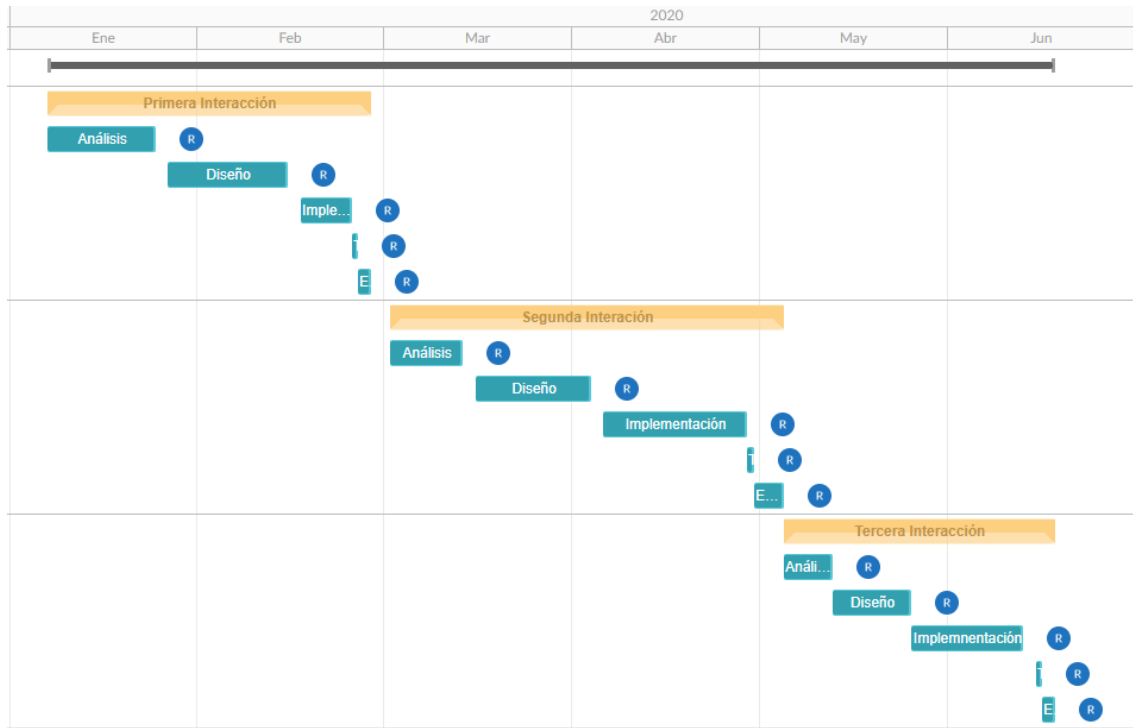 2020
Ene Feb Mar Abr May Jun
Primera Interacción
Análisis R
Diseño R
Imple... R
T R
E R
Segunda Interación
Análisis R
Diseño R
Implementación R
T R
E... R
Tercera Interacción
Análi... R
Diseño R
Implemnentación R
T R
E R